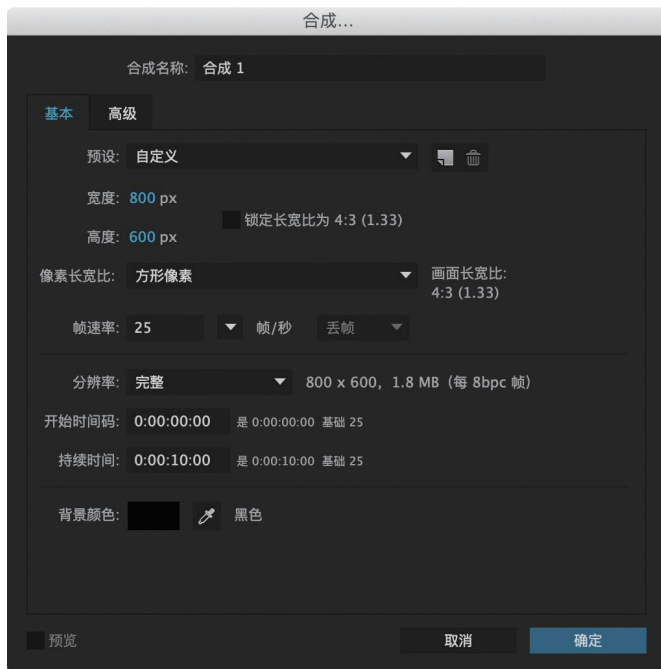 合成...
合成名称: 合成 1
基本 高级
预设: 自定义
宽度: 800 px
锁定长宽比为 4:3 (1.33)
高度: 600 px
像素长宽比: 方形像素 画面长宽比:
4:3 (1.33)
帧速率: 25 帧/秒 丢帧
分辨率: 完整 800 x 600, 1.8 MB (每 8bpc 帧)
开始时间码: 0:00:00:00 是 0:00:00:00 基础 25
持续时间: 0:00:10:00 是 0:00:10:00 基础 25
背景颜色: 黑色
预览 取消 确定